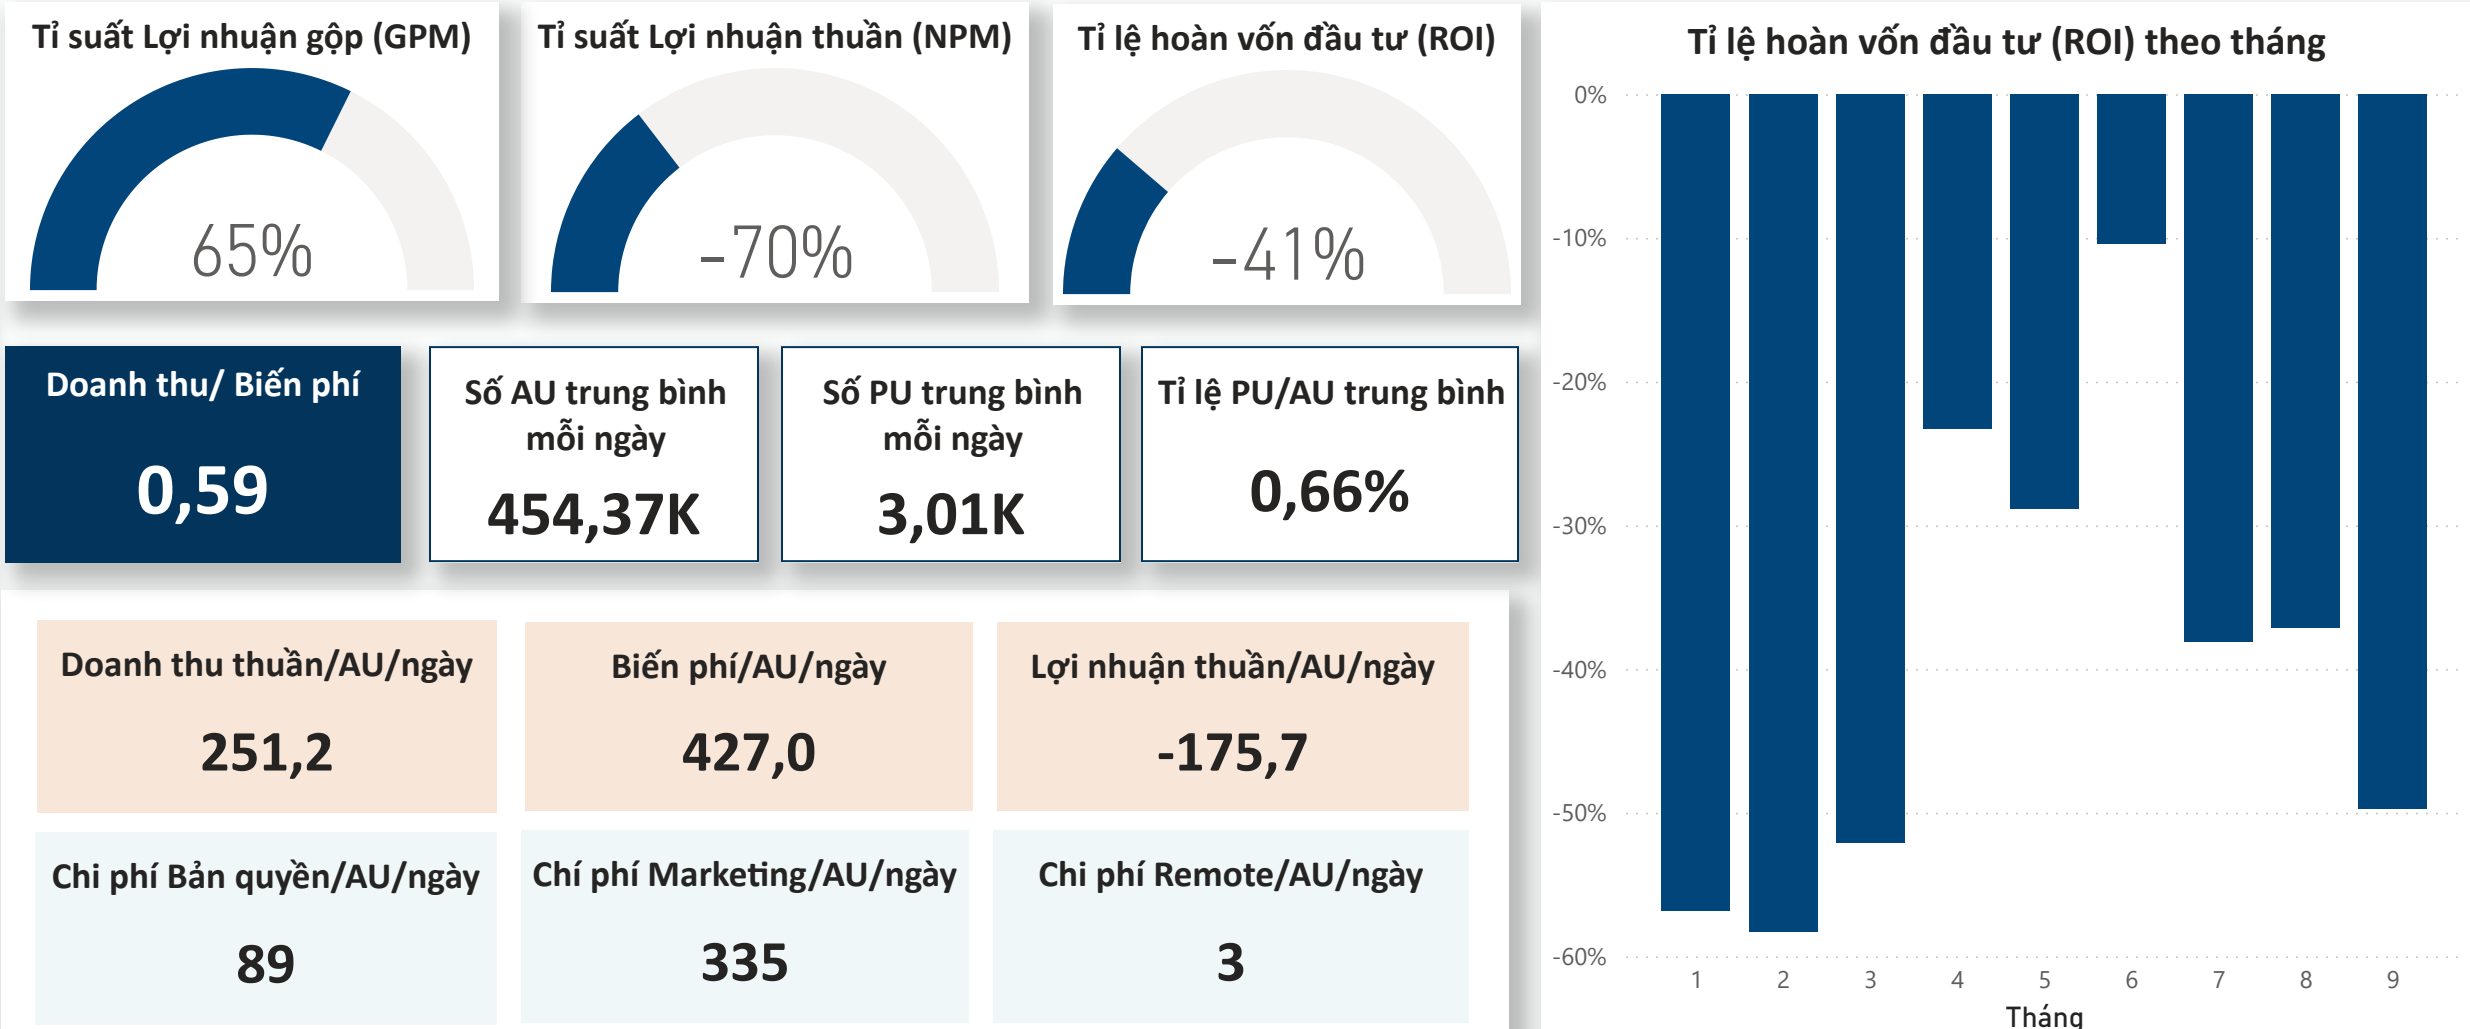 Tỉ suất Lợi nhuận gộp (GPM)
65%
Tỉ suất Lợi nhuận thuần (NPM)
-70%
Tỉ lệ hoàn vốn đầu tư (ROI)
-41%
Doanh thu/ Biến phí
0,59
Số AU trung bình
mỗi ngày
454,37K
Số PU trung bình
mỗi ngày
3,01K
Tỉ lệ PU/AU trung bình
0,66%
Doanh thu thuần/AU/ngày
251,2
Biến phí/AU/ngày
427,0
Lợi nhuận thuần/AU/ngày
-175,7
Chi phí Bản quyền/AU/ngày
89
Chí phí Marketing/AU/ngày
335
Chi phí Remote/AU/ngày
3
Tỉ lệ hoàn vốn đầu tư (ROI) theo tháng
0%
-10%
-20%
-30%
-40%
-50%
-60%
1 2 3 4 5 6 7 8 9
Tháng